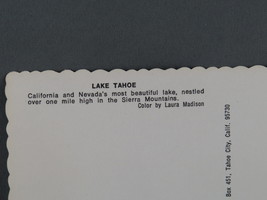 LAKE TAHOE
California and Nevada's most beautiful lake, nestled
over one mile high in the Sierra Mountains.
Color by Laura Madison
Box 451, Tahoe City, Calif. 95730